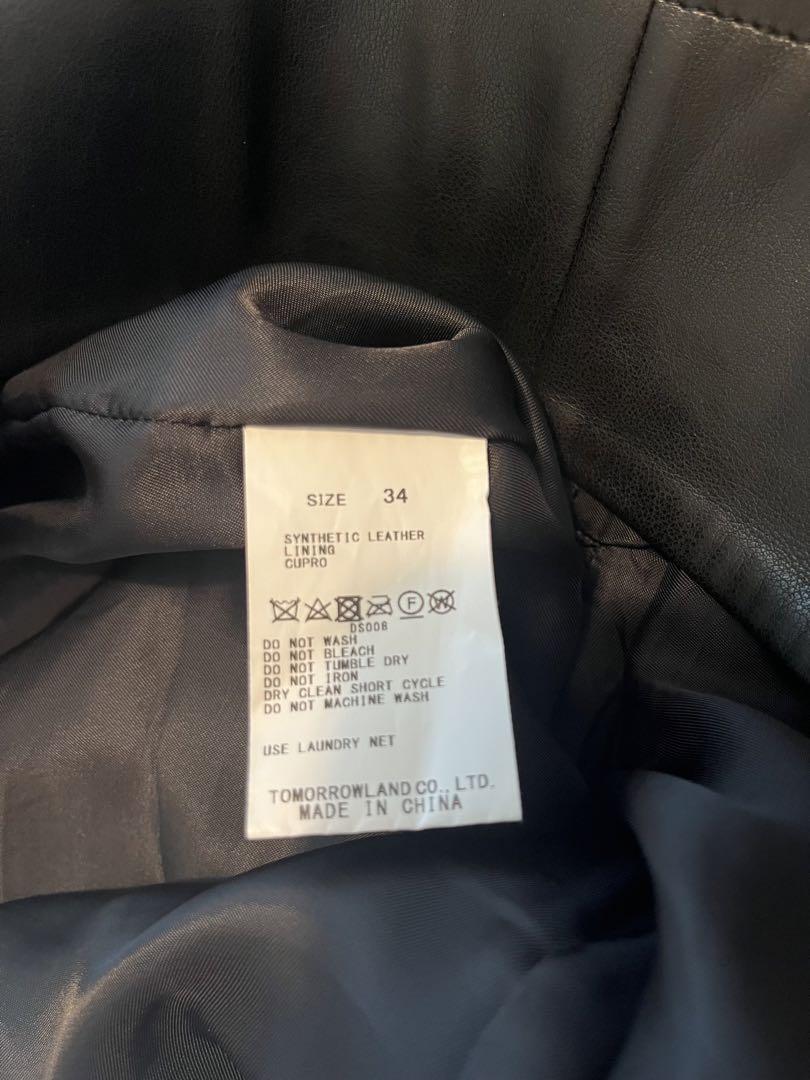 SIZE 34
SYNTHETIC LEATHER
LINING
CUPRO
F W
DS008
DO NOT WASH
DO NOT BLEACH
DO NOT TUMBLE DRY
DO NOT IRON
DRY CLEAN SHORT CYCLE
DO NOT MACHINE WASH
USE LAUNDRY NET
TOMORROWLAND CO., LTD.
MADE IN CHINA